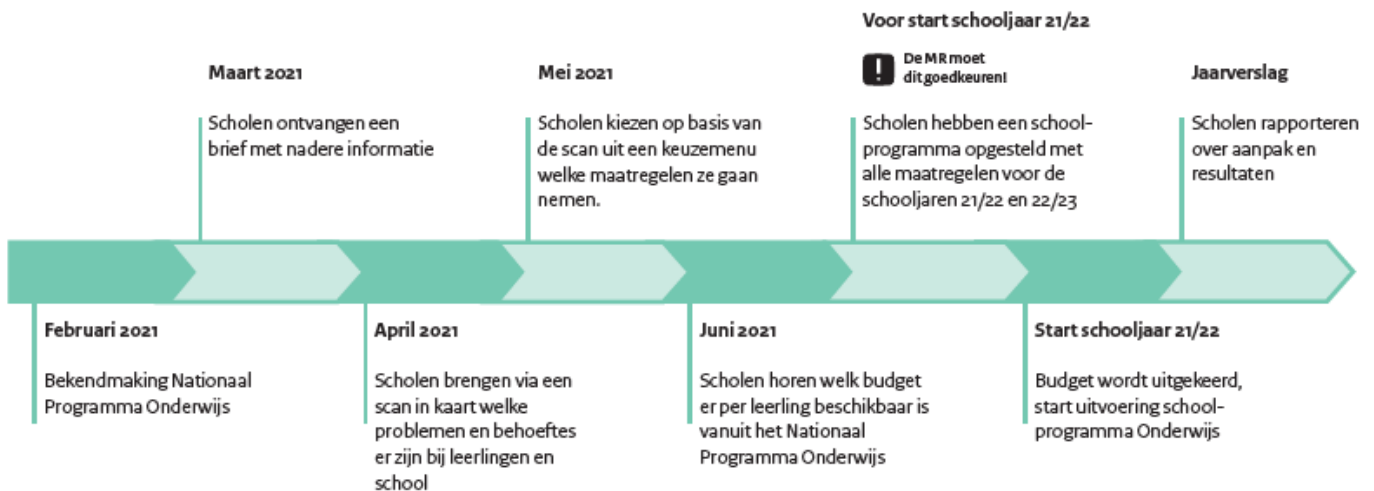 Voor start schooljaar 21/22
De MR moet
dit goedkeuren!
Maart 2021
Scholen ontvangen een
brief met nadere informatie
Mei 2021
Scholen kiezen op basis van
de scan uit een keuzemenu
welke maatregelen ze gaan
nemen.
Scholen hebben een school-
programma opgesteld met
alle maatregelen voor de
schooljaren 21/22 en 22/23
Jaarverslag
Scholen rapporteren
over aanpak en
resultaten
Februari 2021
Bekendmaking Nationaal
Programma Onderwijs
April 2021
Scholen brengen via een
scan in kaart welke
problemen en behoeftes
er zijn bij leerlingen en
school
Juni 2021
Scholen horen welk budget
er per leerling beschikbaar is
vanuit het Nationaal
Programma Onderwijs
Start schooljaar 21/22
Budget wordt uitgekeerd,
start uitvoering school-
programma Onderwijs